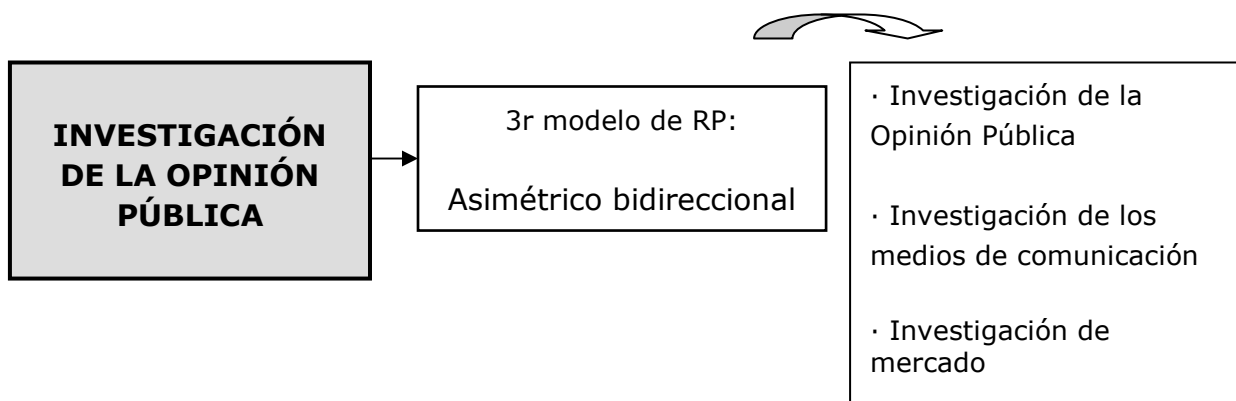 INVESTIGACIÓN
DE LA OPINIÓN
PÚBLICA
3r modelo de RP:
Asimétrico bidireccional
· Investigación de la
Opinión Pública
· Investigación de los
medios de comunicación
· Investigación de
mercado